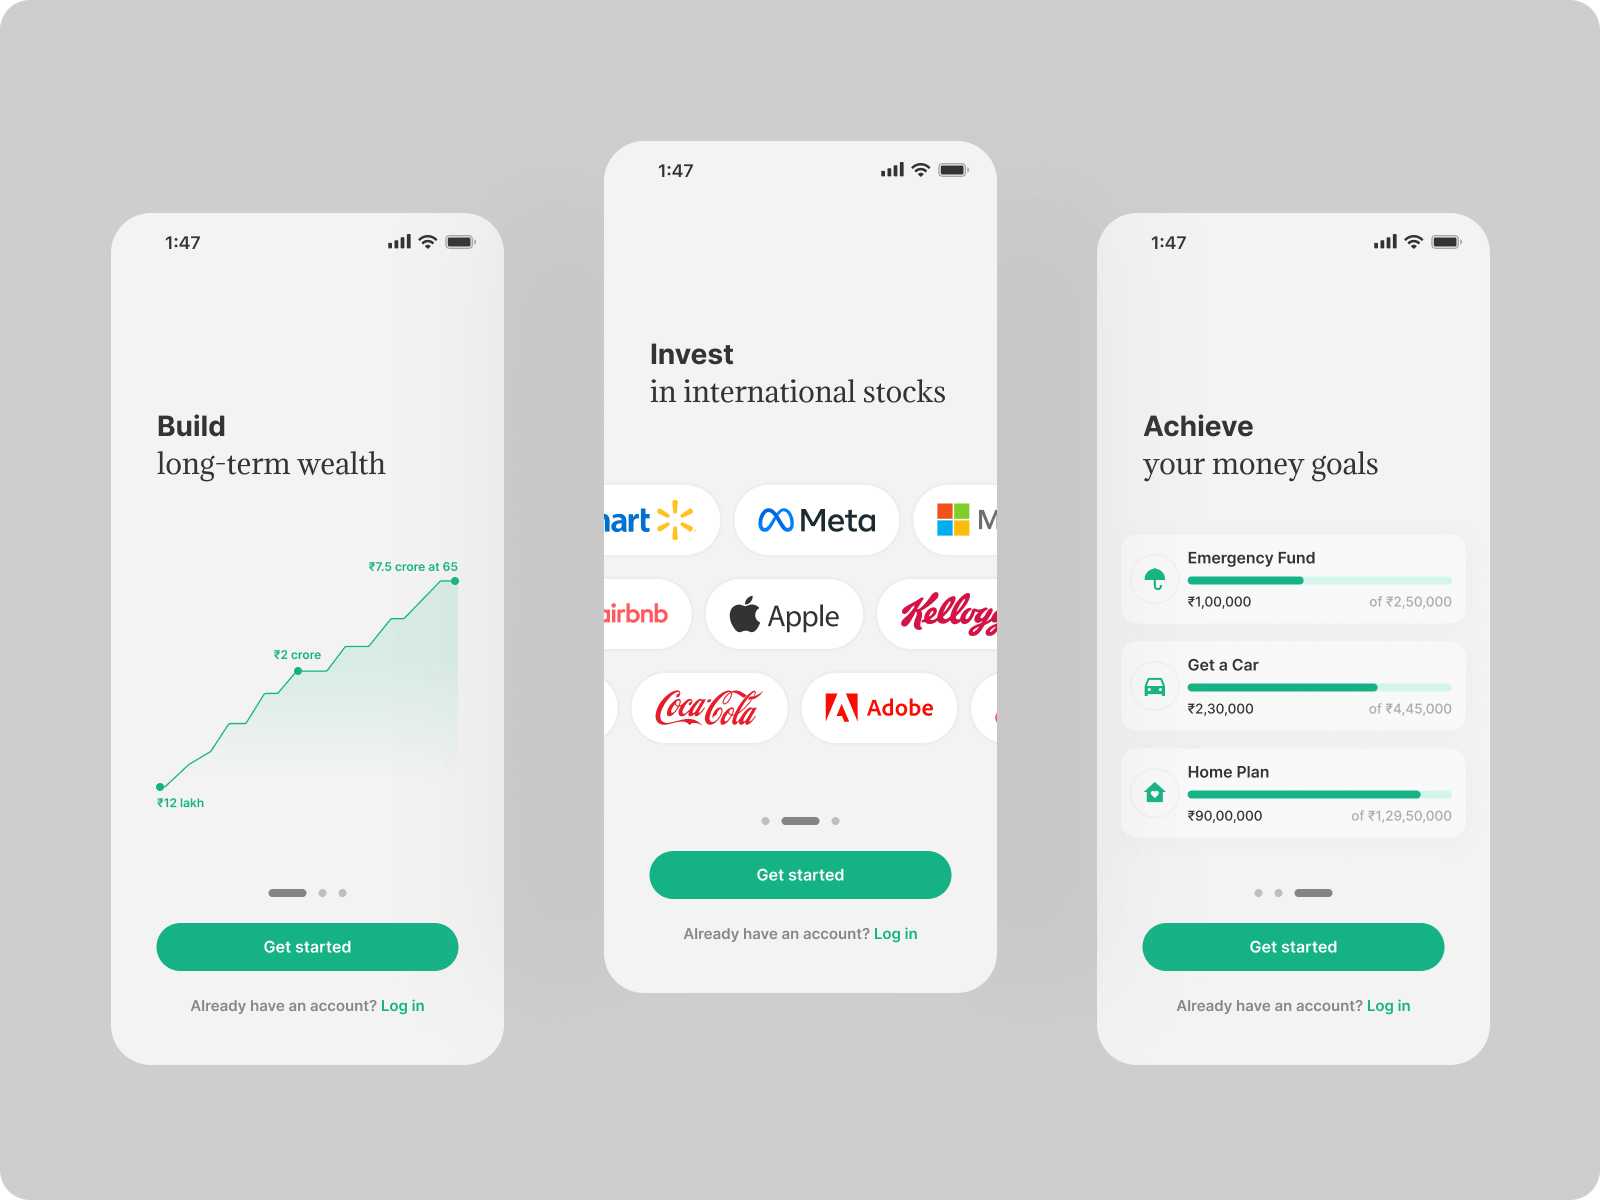 1:47
Build
long-term wealth
₹7.5 crore at 65
₹2 crore
₹12 lakh
Get started
Already have an account? Log in
1:47
Invest
in international stocks
mart
Meta
M
airbnb
Apple
Kellogg
Coca-Cola
Adobe
Get started
Already have an account? Log in
1:47
Achieve
your money goals
Emergency Fund
₹1,00,000 of ₹2,50,000
Get a Car
₹2,30,000 of ₹4,45,000
Home Plan
₹90,00,000 of ₹1,29,50,000
Get started
Already have an account? Log in